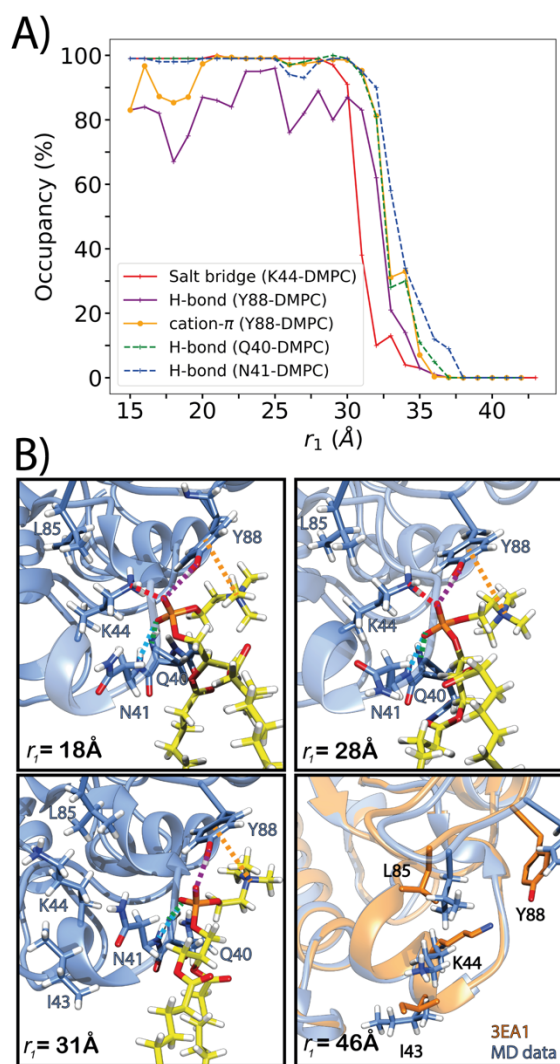 A)
Occupancy (%)
100
80
60
40
20
0
Salt bridge (K44-DMPC)
H-bond (Y88-DMPC)
cation-π (Y88-DMPC)
H-bond (Q40-DMPC)
H-bond (N41-DMPC)
15 20 25 30 35 40
r₁ (Å)
B)
L85
Y88
K44
Q40
N41
r₁= 18Å
L85
Y88
K44
Q40
N41
r₁= 28Å
L85
Y88
K44
N41
Q40
I43
r₁= 31Å
L85
Y88
K44
I43
3EA1
r₁= 46Å
MD data